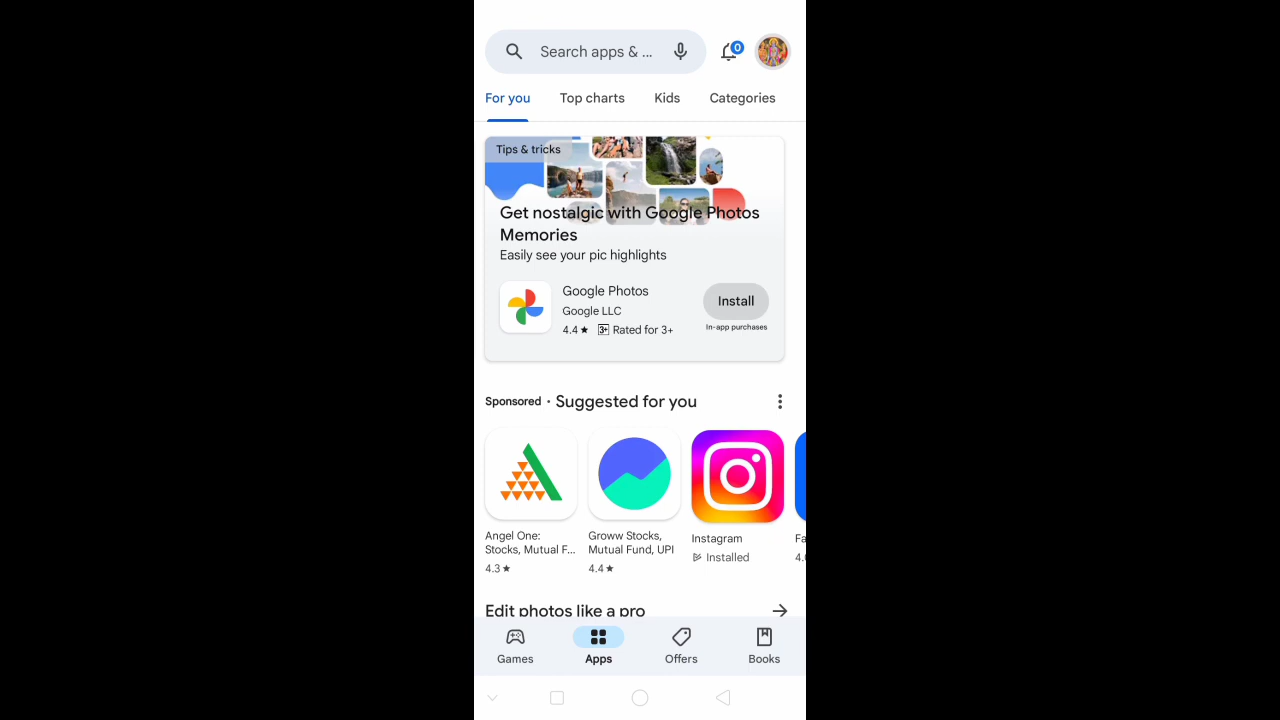 Search apps & ...
0
For you
Top charts
Kids
Categories
Tips & tricks
Get nostalgic with Google Photos
Memories
Easily see your pic highlights
Google Photos
Google LLC
4.4★
3+ Rated for 3+
Install
In-app purchases
Sponsored · Suggested for you
Angel One:
Stocks, Mutual F...
4.3★
Groww Stocks,
Mutual Fund, UPI
4.4★
Instagram
Installed
Fa
4.
Edit photos like a pro
Games
Apps
Offers
Books